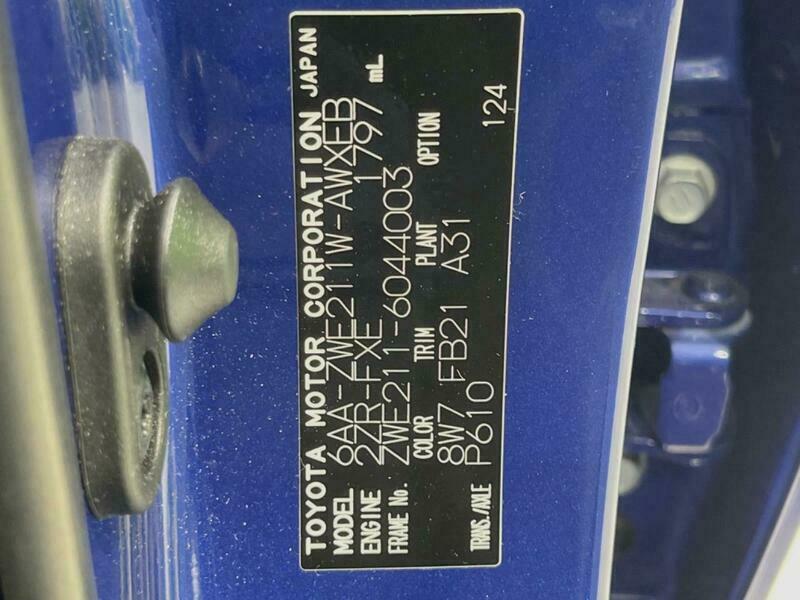 TOYOTA MOTOR CORPORATION JAPAN
MODEL 6AA-ZWE211W-AWXEB
ENGINE 2ZR-FXE 1797 mL
FRAME No. ZWE211-6044003
COLOR TRIM PLANT OPTION
8W7 FB21 A31
TRANS./AXLE P610
124